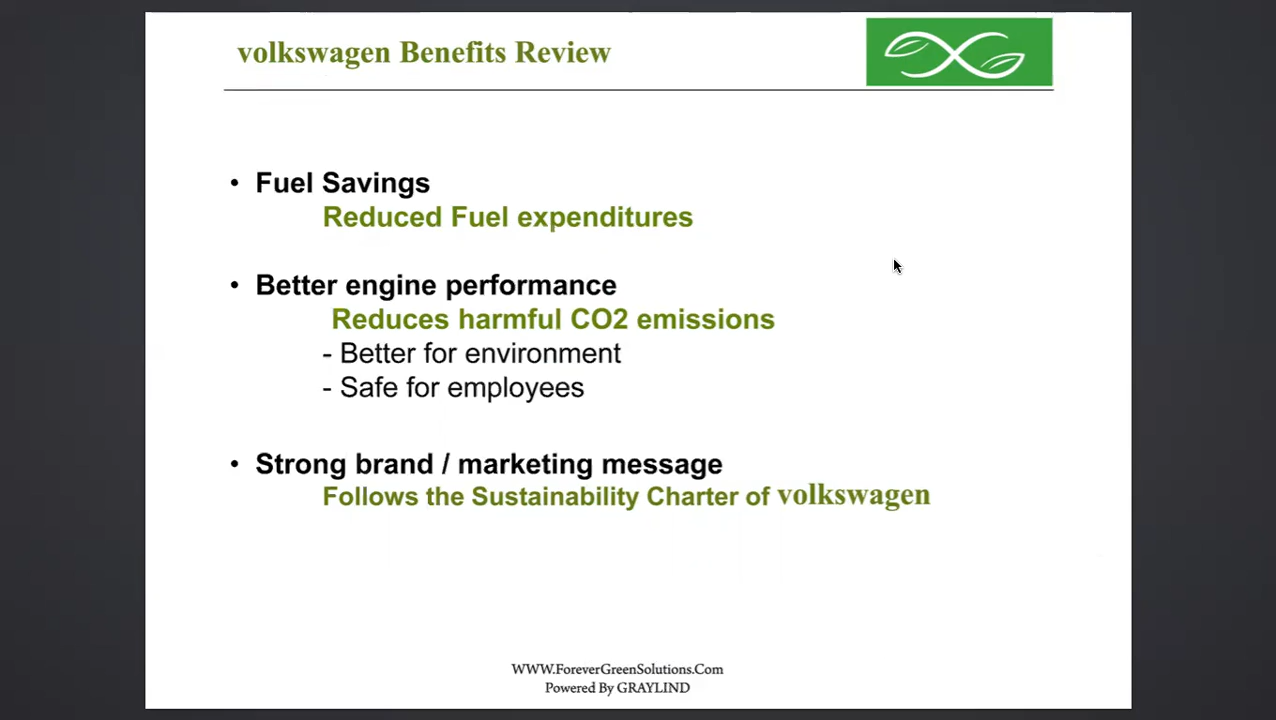 volkswagen Benefits Review
• Fuel Savings
Reduced Fuel expenditures
• Better engine performance
Reduces harmful CO2 emissions
- Better for environment
- Safe for employees
• Strong brand / marketing message
Follows the Sustainability Charter of volkswagen
WWW.ForeverGreenSolutions.Com
Powered By GRAYLIND